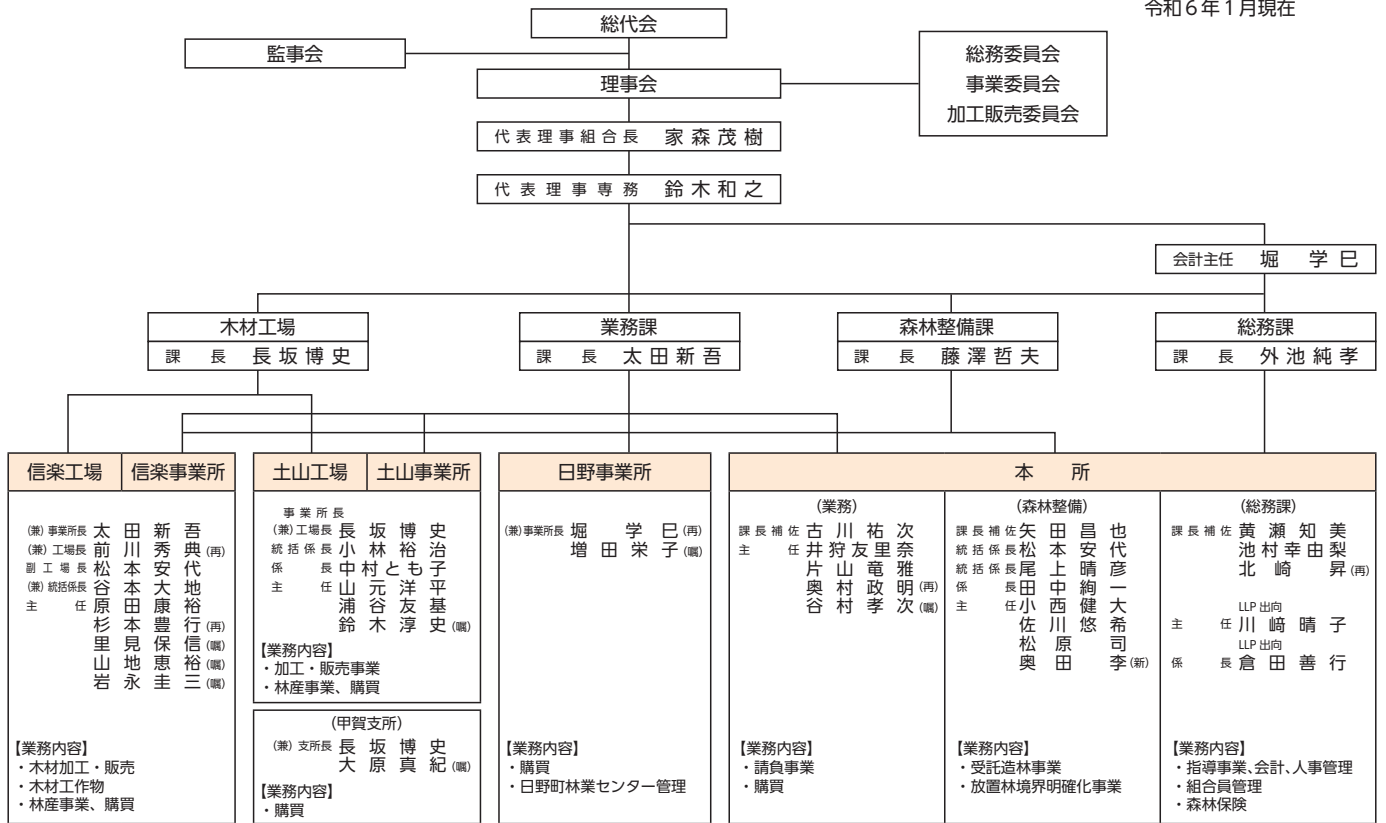 令和6年1月現在
総代会
監事会
総務委員会
事業委員会
加工販売委員会
理事会
代表理事組合長 家森茂樹
代表理事専務 鈴木和之
会計主任 堀 学巳
木材工場
課 長 長坂博史
業務課
課 長 太田新吾
森林整備課
課 長 藤澤哲夫
総務課
課 長 外池純孝
信楽工場 信楽事業所
(兼)事業所長 太田新吾
(兼)工場長 前川秀典(再)
副工場長 松本安代
(兼)統括係長 谷本大地
主任 原田康裕
杉本豊行(再)
里見保信(嘱)
山地恵裕(嘱)
岩永圭三(嘱)
【業務内容】
・木材加工・販売
・木材工作物
・林産事業、購買
土山工場 土山事業所
事業所長
(兼)工場長 長坂博史
統括係長 小林裕治
係長 中村とも子
主任 山元洋平
浦谷友基
鈴木淳史(嘱)
【業務内容】
・加工・販売事業
・林産事業、購買
(甲賀支所)
(兼)支所長 長坂博史
大原真紀(嘱)
【業務内容】
・購買
日野事業所
(兼)事業所長 堀 学巳(再)
増田栄子(嘱)
【業務内容】
・購買
・日野町林業センター管理
本 所
(業務)
課長補佐 古川祐次
主任 井狩友里奈
片山竜雅
奥村政明(再)
谷村孝次(嘱)
【業務内容】
・請負事業
・購買
(森林整備)
課長補佐 矢田昌也
統括係長 松本安代
統括係長 尾上晴彦
係長 田中絢一
主任 小西健大
佐川悠希
松原 司
奥田 李(新)
【業務内容】
・受託造林事業
・放置林境界明確化事業
(総務課)
課長補佐 黄瀬知美
池村幸由梨
北崎 昇(再)
LLP出向
主任 川﨑晴子
LLP出向
係長 倉田善行
【業務内容】
・指導事業、会計、人事管理
・組合員管理
・森林保険